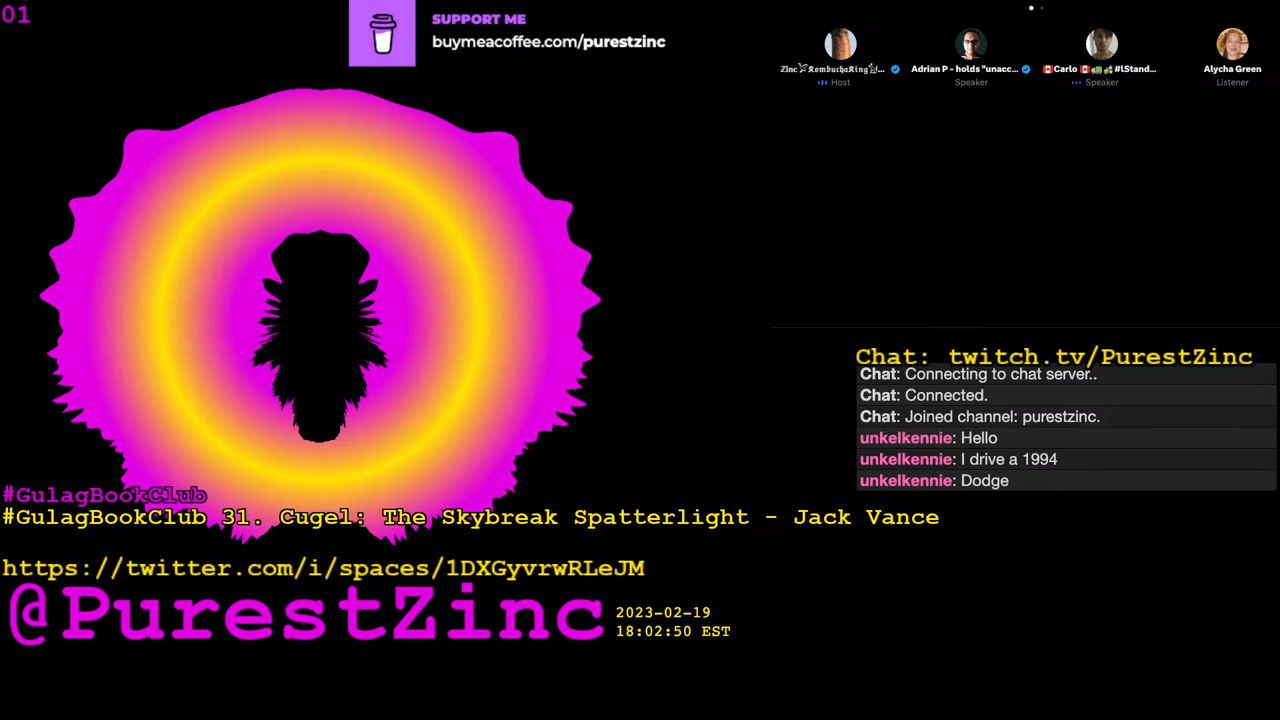 01
SUPPORT ME
buymeacoffee.com/purestzinc
Adrian P - holds "unacc...
Carlo
#IStand...
Alycha Green
Host
Speaker
Speaker
Listener
Chat: twitch.tv/PurestZinc
Chat: Connecting to chat server..
Chat: Connected.
Chat: Joined channel: purestzinc.
unkelkennie: Hello
unkelkennie: I drive a 1994
unkelkennie: Dodge
#GulagBookClub
#GulagBookClub 31. Cugel: The Skybreak Spatterlight - Jack Vance
https://twitter.com/i/spaces/1DXGyvrwRLeJM
@PurestZinc
2023-02-19
18:02:50 EST